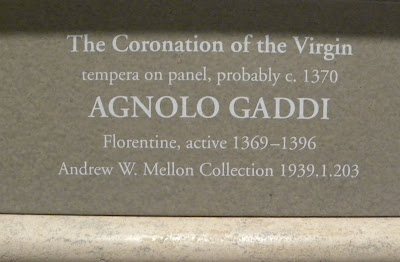 The Coronation of the Virgin
tempera on panel, probably c. 1370
AGNOLO GADDI
Florentine, active 1369–1396
Andrew W. Mellon Collection 1939.1.203